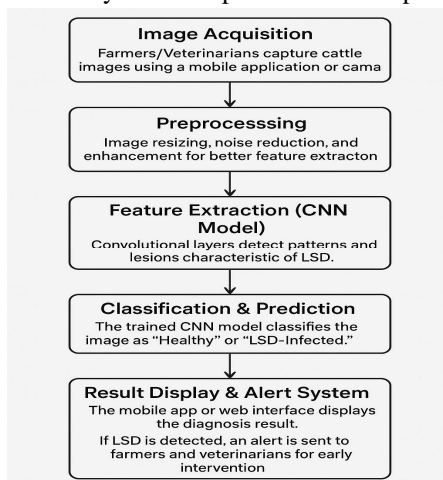 Image Acquisition
Farmers/Veterinarians capture cattle
images using a mobile application or cama
Preprocesssing
Image resizing, noise reduction, and
enhancement for better feature extracton
Feature Extraction (CNN
Model)
Convolutional layers detect patterns and
lesions characteristic of LSD.
Classification & Prediction
The trained CNN model classifies the
image as “Healthy” or “LSD-Infected.”
Result Display & Alert System
The mobile app or web interface displays
the diagnosis result.
If LSD is detected, an alert is sent to
farmers and veterinarians for early
intervention